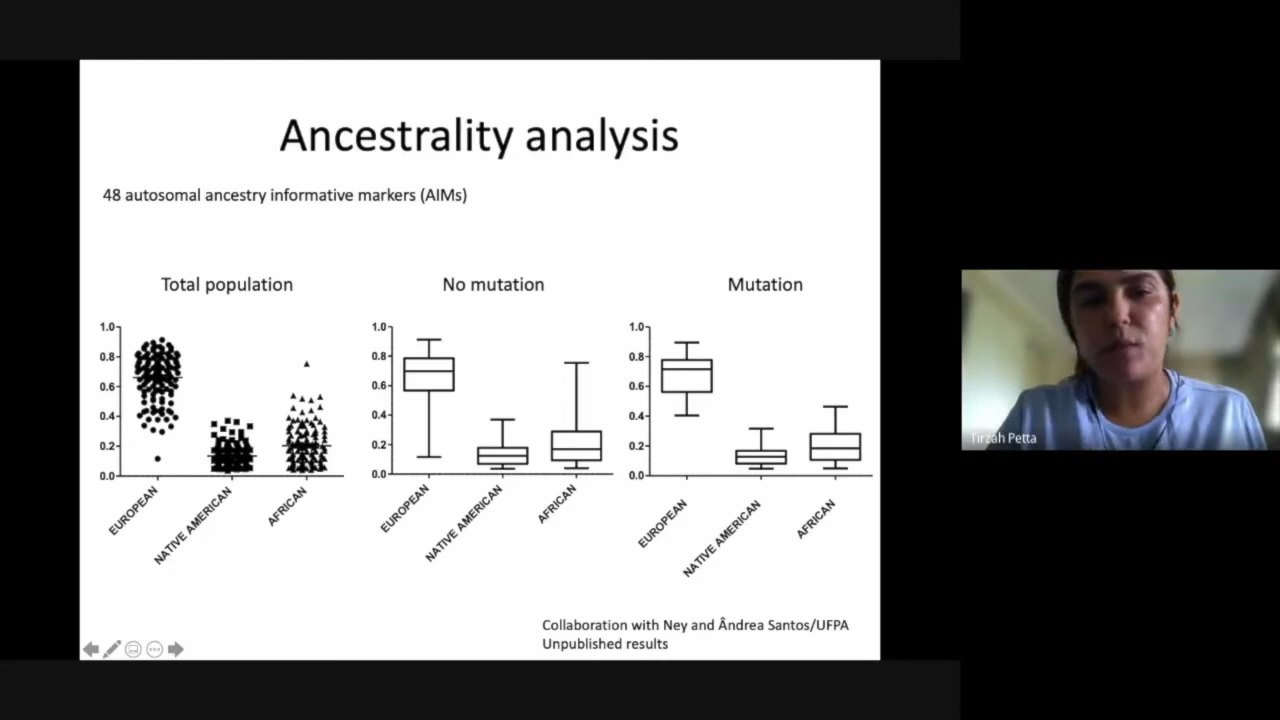 Ancestrality analysis
48 autosomal ancestry informative markers (AIMs)
Total population
1.0
0.8
0.6
0.4
0.2
0.0
EUROPEAN
NATIVE AMERICAN
AFRICAN
No mutation
1.0
0.8
0.6
0.4
0.2
0.0
EUROPEAN
NATIVE AMERICAN
AFRICAN
Mutation
1.0
0.8
0.6
0.4
0.2
0.0
EUROPEAN
NATIVE AMERICAN
AFRICAN
Collaboration with Ney and Ândrea Santos/UFPA
Unpublished results
Tirzah Petta